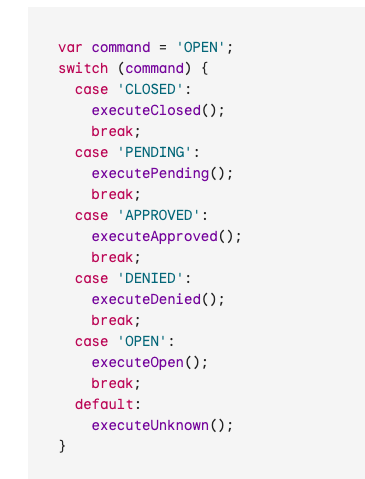 var command = 'OPEN';
switch (command) {
  case 'CLOSED':
    executeClosed();
    break;
  case 'PENDING':
    executePending();
    break;
  case 'APPROVED':
    executeApproved();
    break;
  case 'DENIED':
    executeDenied();
    break;
  case 'OPEN':
    executeOpen();
    break;
  default:
    executeUnknown();
}